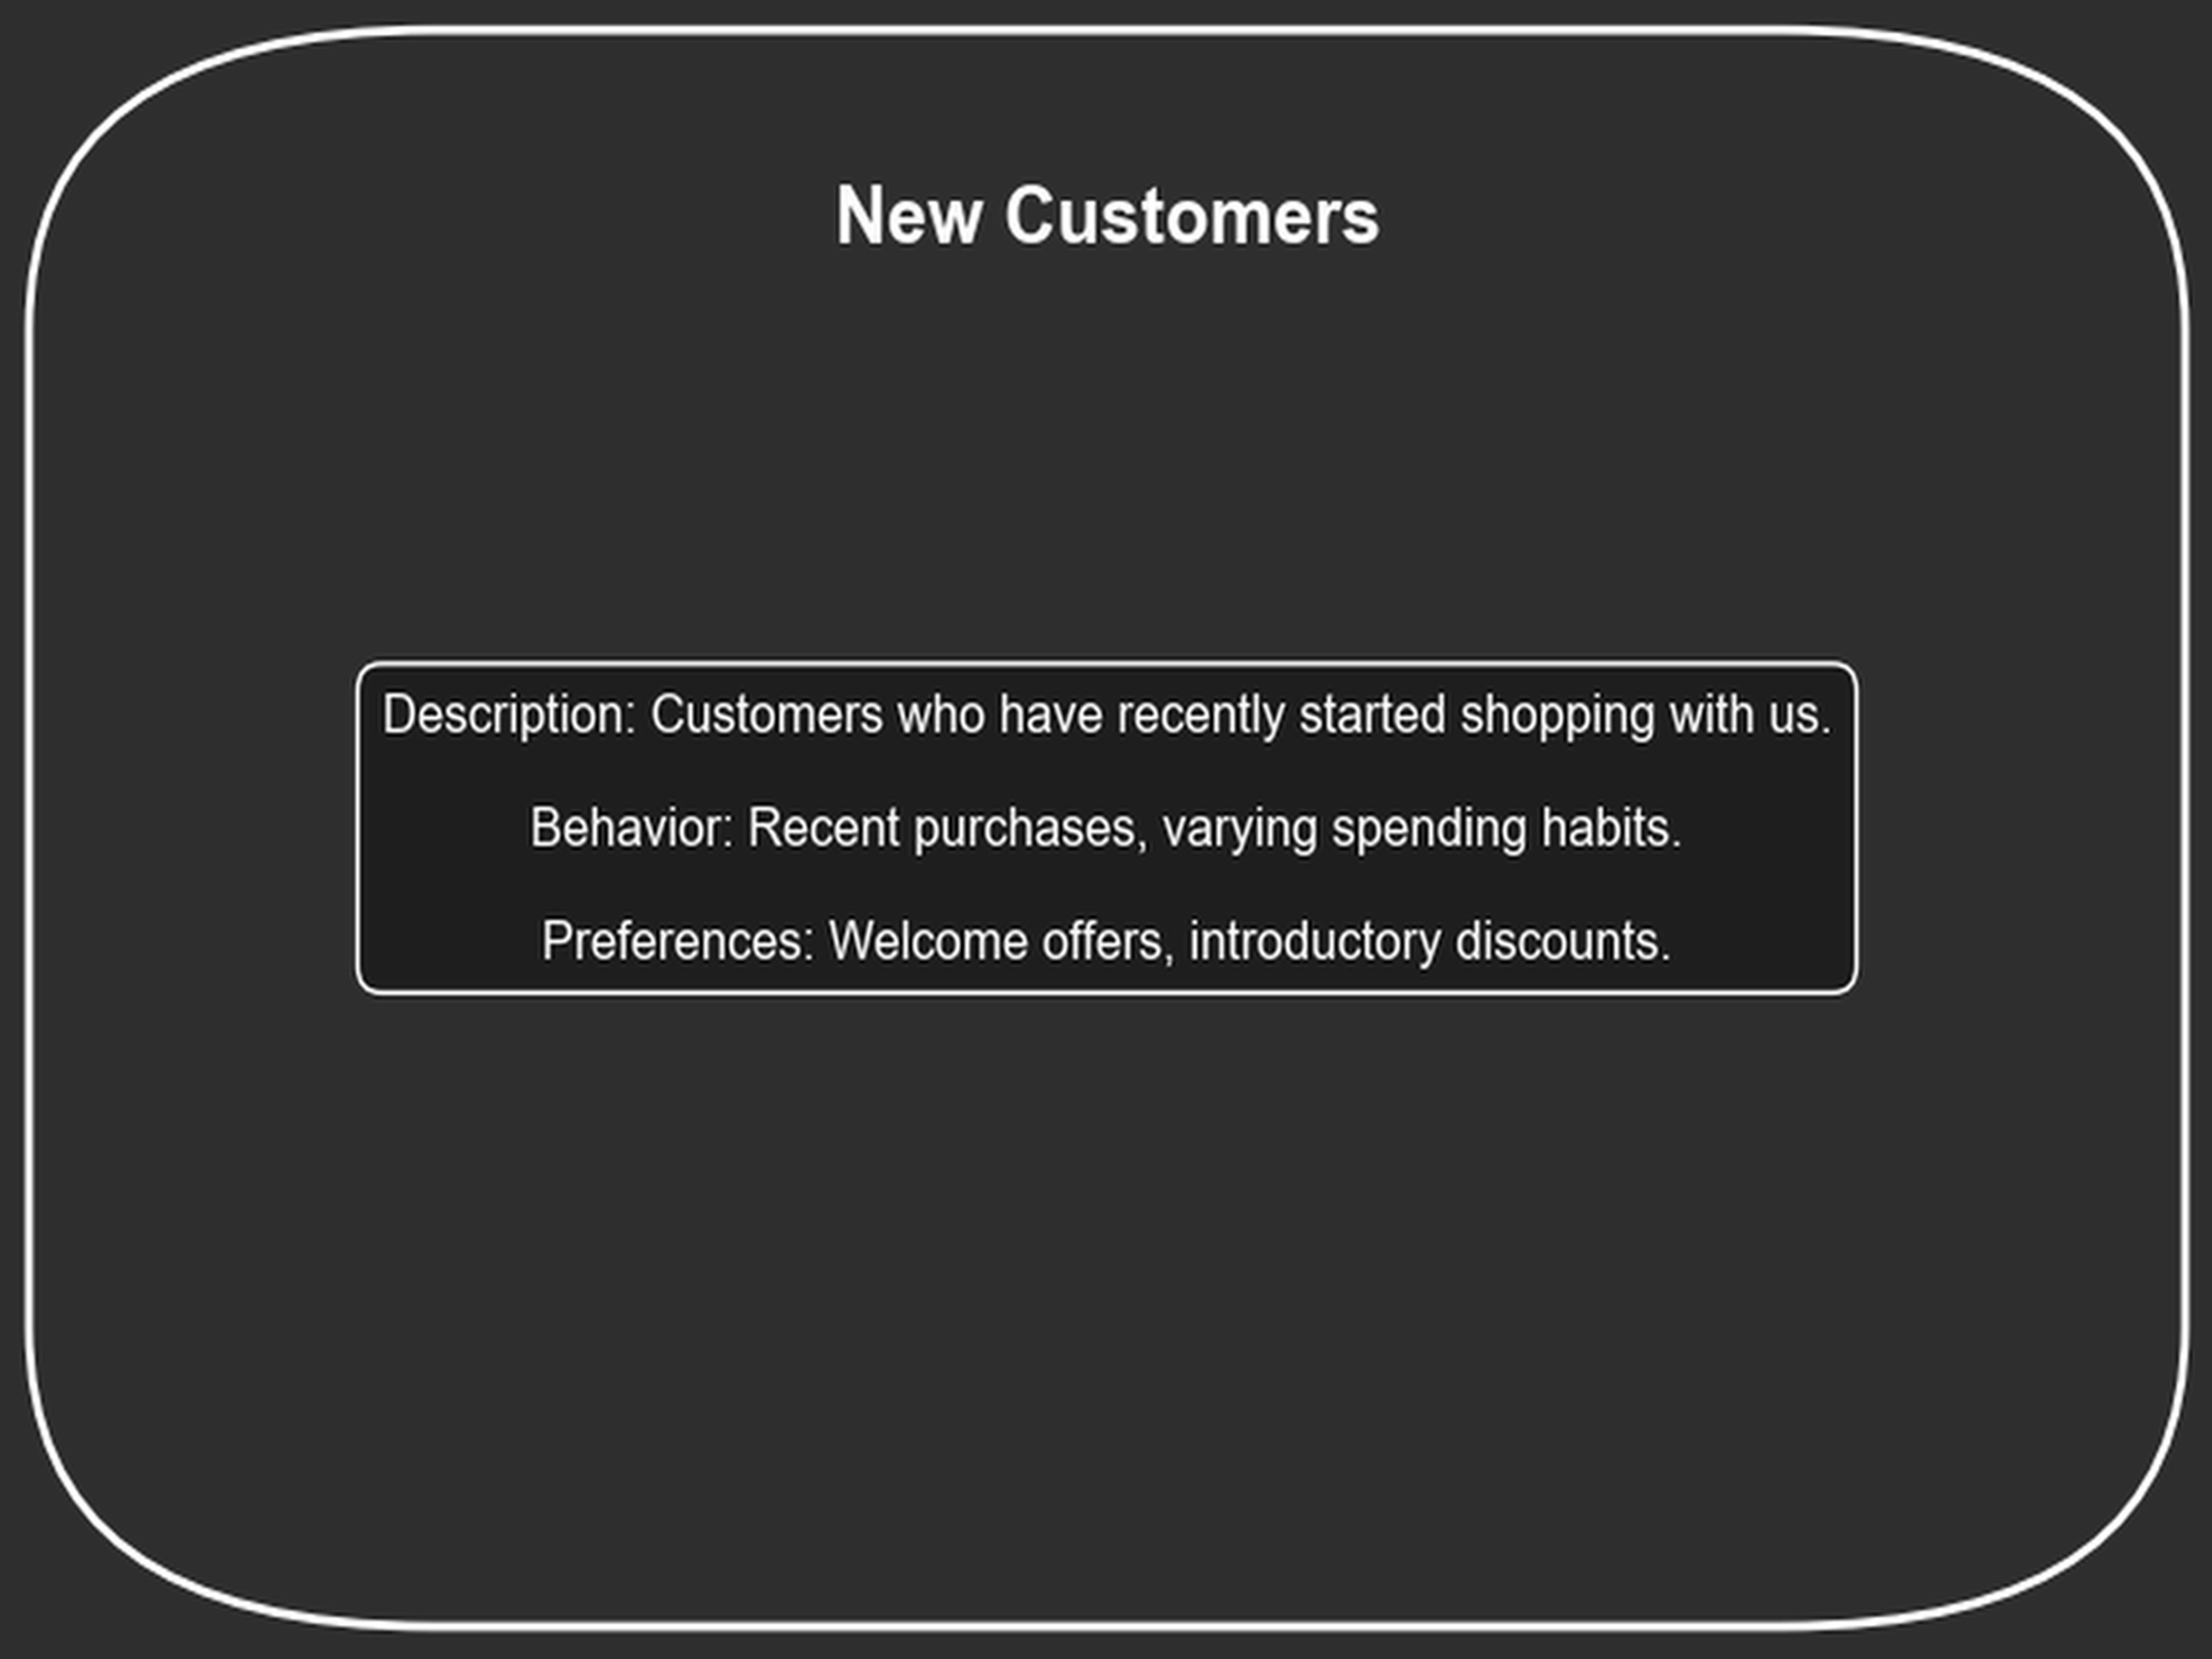 New Customers
Description: Customers who have recently started shopping with us.
Behavior: Recent purchases, varying spending habits.
Preferences: Welcome offers, introductory discounts.